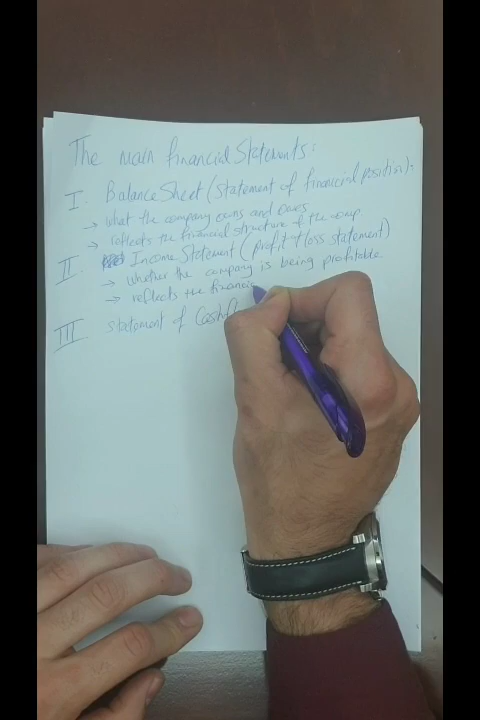 The main financial Statements:
I. Balance Sheet (Statement of financial position):
→ What the company owns and owes
→ reflects the financial structure of the comp
II Income Statement (profit + loss statement)
→ whether the company is being profitable.
→ reflects the financi
III. statement of Cashfl